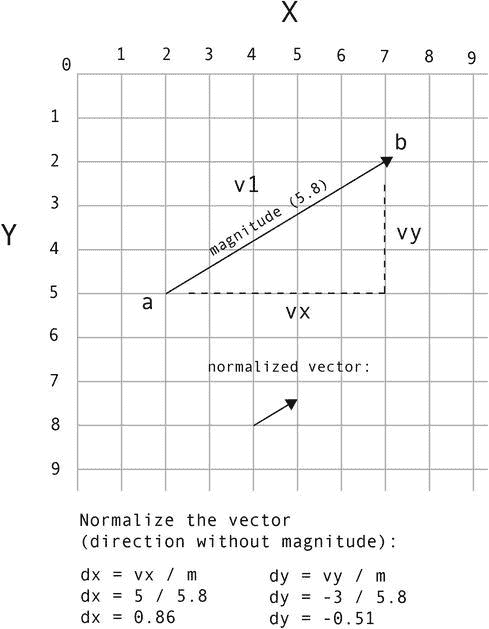 X
0 1 2 3 4 5 6 7 8 9
1
b
2
v1
magnitude (5.8)
3
Y
vy
4
a
5
vx
6
normalized vector:
7
8
9
Normalize the vector
(direction without magnitude):
dx = vx / m
dx = 5 / 5.8
dx = 0.86
dy = vy / m
dy = -3 / 5.8
dy = -0.51